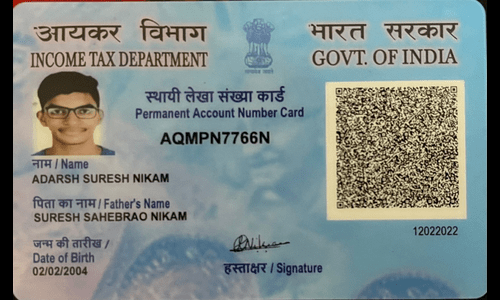 आयकर विभाग
INCOME TAX DEPARTMENT
भारत सरकार
GOVT. OF INDIA
स्थायी लेखा संख्या कार्ड
Permanent Account Number Card
AQMPN7766N
नाम / Name
ADARSH SURESH NIKAM
पिता का नाम / Father's Name
SURESH SAHEBRAO NIKAM
जन्म की तारीख /
Date of Birth
02/02/2004
हस्ताक्षर / Signature
12022022